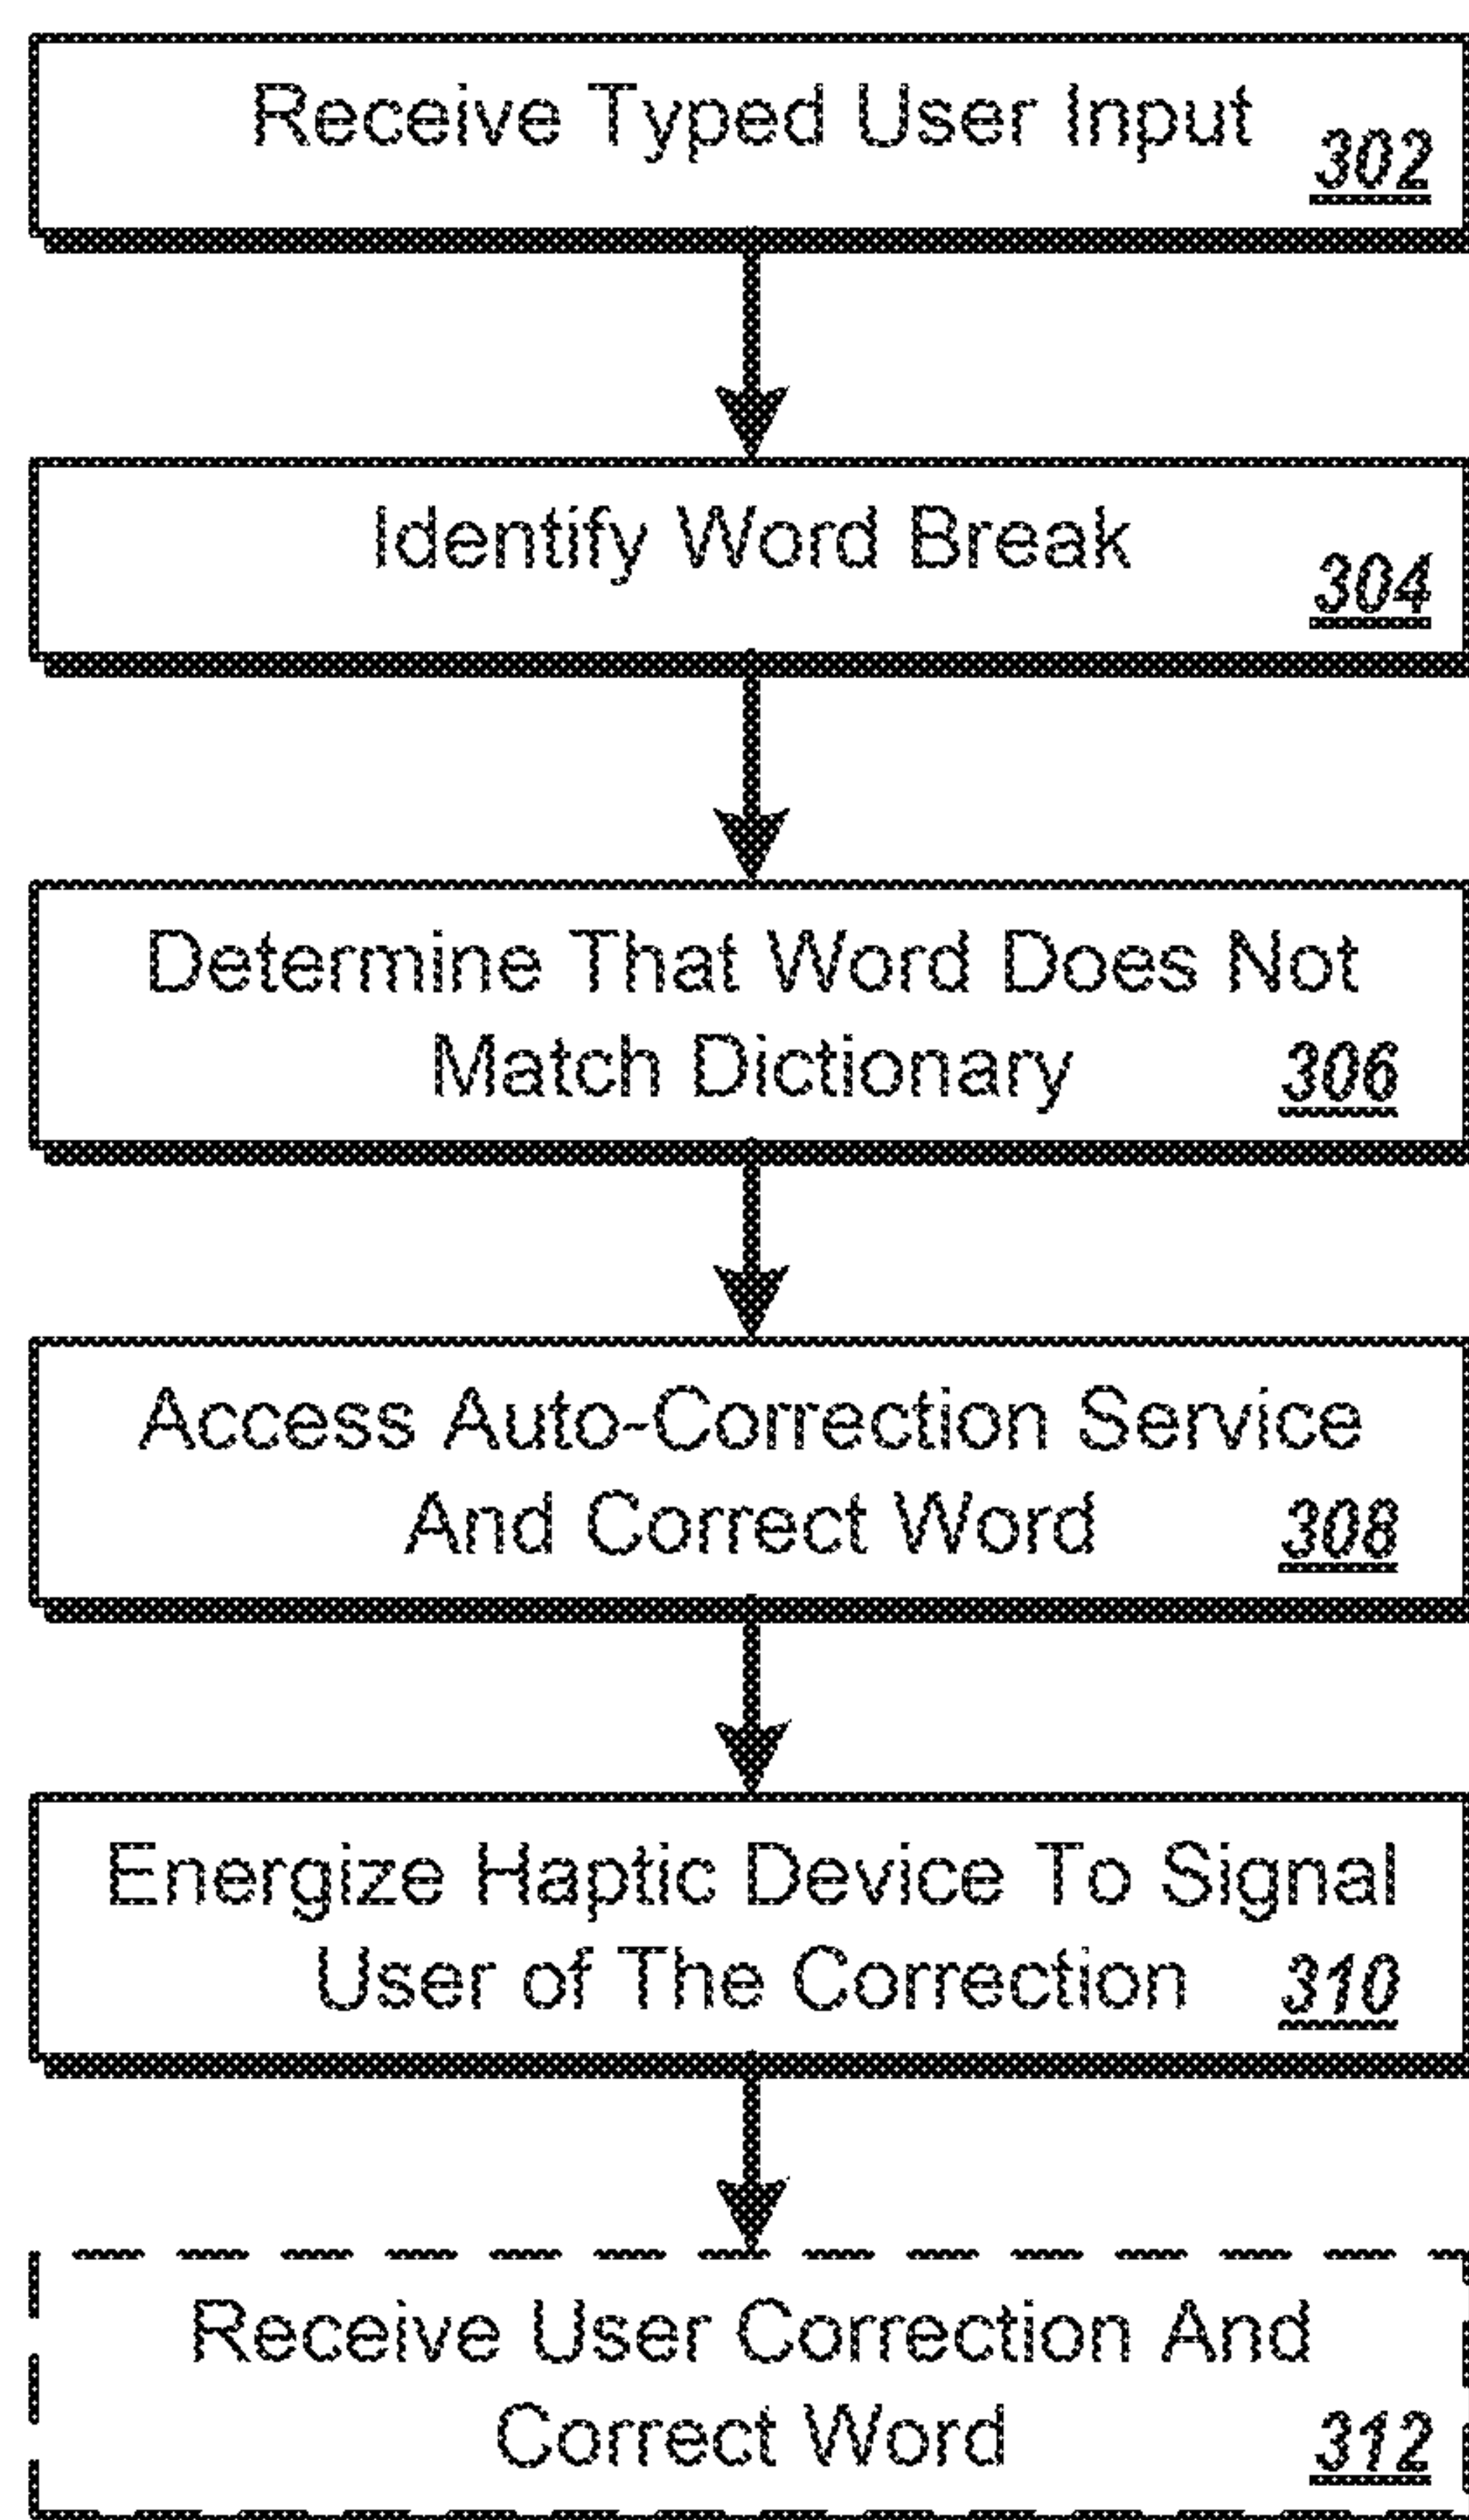 Receive Typed User Input
302
Identify Word Break
304
Determine That Word Does Not
Match Dictionary 306
Access Auto-Correction Service
And Correct Word 308
Energize Haptic Device To Signal
User of The Correction 310
Receive User Correction And
Correct Word 312